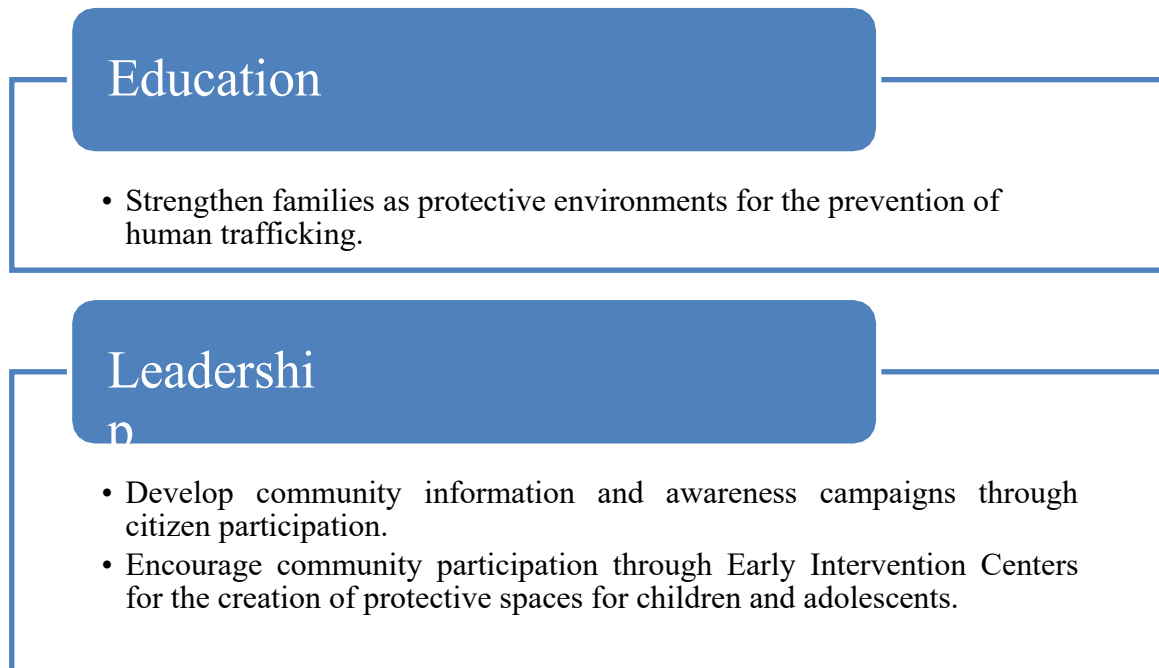 Education
• Strengthen families as protective environments for the prevention of
human trafficking.
Leadershi
p
• Develop community information and awareness campaigns through
citizen participation.
• Encourage community participation through Early Intervention Centers
for the creation of protective spaces for children and adolescents.